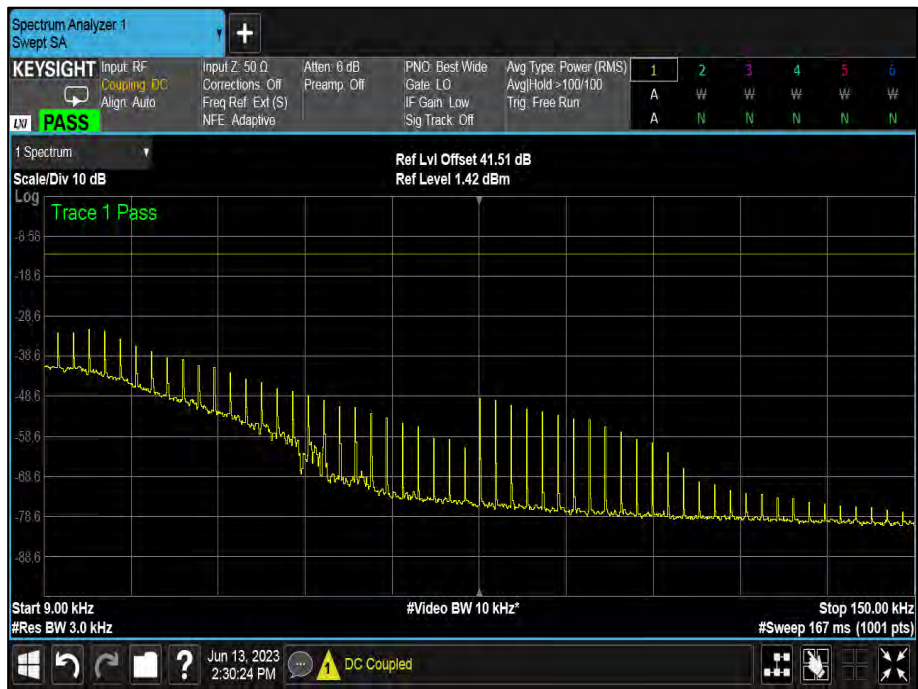 Spectrum Analyzer 1
Swept SA
+
KEYSIGHT
Input: RF
Coupling: DC
Align: Auto
LXI
PASS
Input Z: 50 Ω
Corrections: Off
Freq Ref: Ext (S)
NFE: Adaptive
Atten: 6 dB
Preamp: Off
PNO: Best Wide
Gate: LO
IF Gain: Low
Sig Track: Off
Avg Type: Power (RMS)
Avg|Hold >100/100
Trig: Free Run
1 2 3 4 5 6
A W W W W W
A N N N N N
1 Spectrum
Scale/Div 10 dB
Ref Lvl Offset 41.51 dB
Ref Level 1.42 dBm
Log
Trace 1 Pass
-8.58
-18.6
-28.6
-38.6
-48.6
-58.6
-68.6
-78.6
-88.6
Start 9.00 kHz
#Res BW 3.0 kHz
#Video BW 10 kHz*
Stop 150.00 kHz
#Sweep 167 ms (1001 pts)
?
Jun 13, 2023
2:30:24 PM
1
DC Coupled